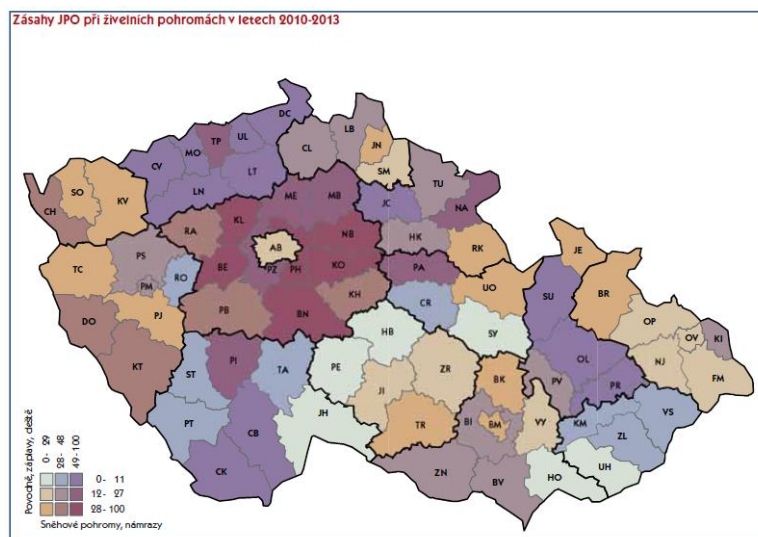 Zásahy JPO při živelních pohromách v letech 2010-2013
DC
LB
TP
UL
MO
CL
JN
CV
LT
SM
TU
LN
SO
ME
MB
JC
NA
CH
KV
KL
RA
NB
HK
AB
RK
JE
TC
PS
BE
PZ
PH
KO
PA
RO
PM
UO
SU
BR
PB
KH
CR
OP
DO
PJ
BN
HB
SY
OV
KI
KT
PI
OL
NJ
ST
TA
PE
ZR
BK
PV
PR
FM
JI
VS
PT
CB
JH
TR
BI
BM
VY
KM
ZL
CK
ZN
BV
HO
UH
Povodně, záplavy, deště
0- 29
28- 48
49-100
0- 11
12- 27
28-100
Sněhové pohromy, námrazy